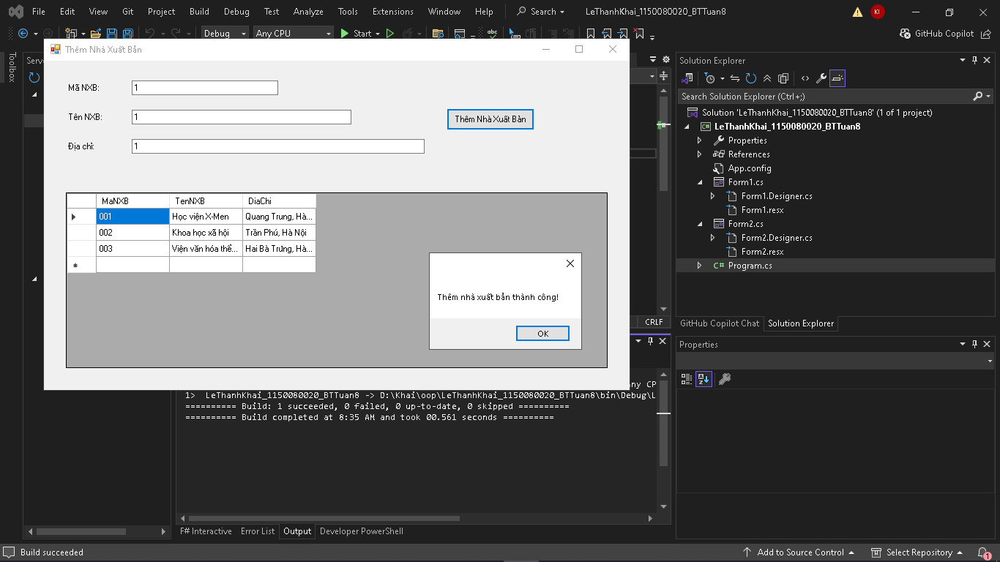 File Edit View Git Project Build Debug Test Analyze Tools Extensions Window Help Search LeThanhKhai_1150080020_BTTuan8 KI
Debug Any CPU Start abc GitHub Copilot
Thêm Nhà Xuất Bản
Toolbox
Serv
Mã NXB: 1
Tên NXB: 1
Thêm Nhà Xuất Bản
Địa chỉ: 1
MaNXB TenNXB DiaChi
001 Học viện X-Men Quang Trung, Hà...
002 Khoa học xã hội Trần Phú, Hà Nội
003 Viện văn hóa thể... Hai Bà Trưng, Hà...
Thêm nhà xuất bản thành công!
OK
CRLF
Solution Explorer
Search Solution Explorer (Ctrl+;)
Solution 'LeThanhKhai_1150080020_BTTuan8' (1 of 1 project)
C# LeThanhKhai_1150080020_BTTuan8
Properties
References
App.config
Form1.cs
Form1.Designer.cs
Form1.resx
Form2.cs
Form2.Designer.cs
Form2.resx
C# Program.cs
GitHub Copilot Chat Solution Explorer
Properties
ny CP
1> LeThanhKhai_1150080020_BTTuan8 -> D:\Khai\oop\LeThanhKhai_1150080020_BTTuan8\bin\Debug\L
========== Build: 1 succeeded, 0 failed, 0 up-to-date, 0 skipped ==========
========== Build completed at 8:35 AM and took 00.561 seconds ==========
F# Interactive Error List Output Developer PowerShell
Build succeeded Add to Source Control Select Repository 1